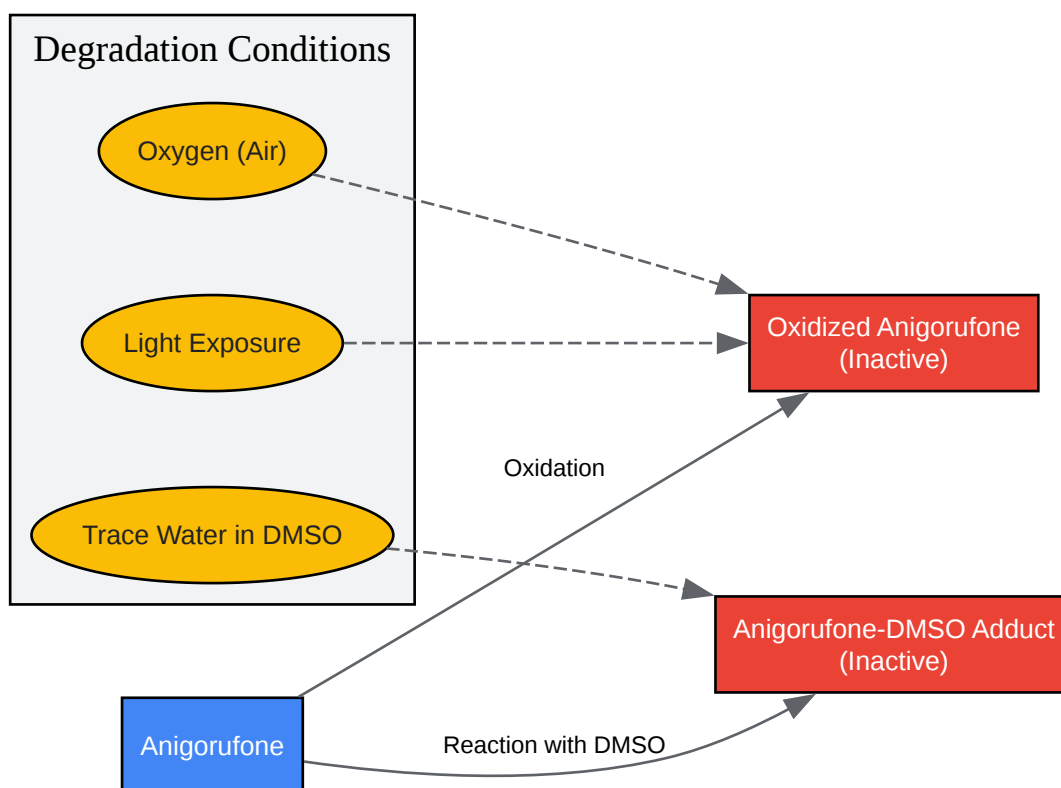 Degradation Conditions
Oxygen (Air)
Light Exposure
Trace Water in DMSO
Oxidized Anigorufone
(Inactive)
Oxidation
Anigorufone-DMSO Adduct
(Inactive)
Anigorufone
Reaction with DMSO